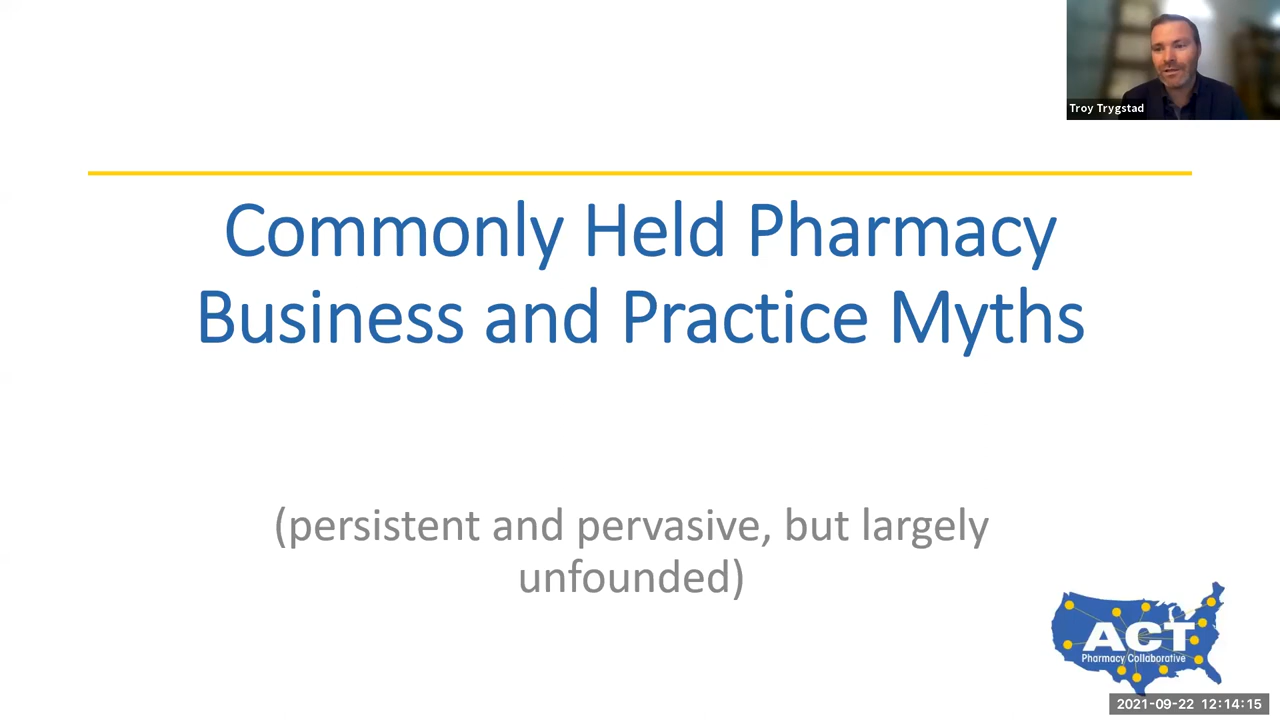 Troy Trygstad
Commonly Held Pharmacy
Business and Practice Myths
(persistent and pervasive, but largely
unfounded)
ACT
Pharmacy Collaborative
2021-09-22 12:14:15